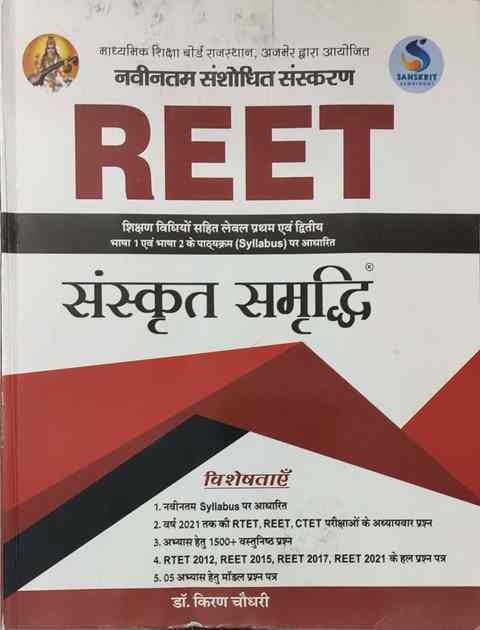 माध्यमिक शिक्षा बोर्ड राजस्थान, अजमेर द्वारा आयोजित
नवीनतम संशोधित संस्करण
SANSKRIT
SAMRIDDHI
REET
शिक्षण विधियों सहित लेवल प्रथम एवं द्वितीय
भाषा 1 एवं भाषा 2 के पाठ्यक्रम (Syllabus) पर आधारित
संस्कृत समृद्धि®
विशेषताएँ
1. नवीनतम Syllabus पर आधारित
2. वर्ष 2021 तक की RTET, REET, CTET परीक्षाओं के अध्यायवार प्रश्न
3. अभ्यास हेतु 1500+ वस्तुनिष्ठ प्रश्न
4. RTET 2012, REET 2015, REET 2017, REET 2021 के हल प्रश्न पत्र
5. 05 अभ्यास हेतु मॉडल प्रश्न पत्र
डॉ. किरण चौधरी